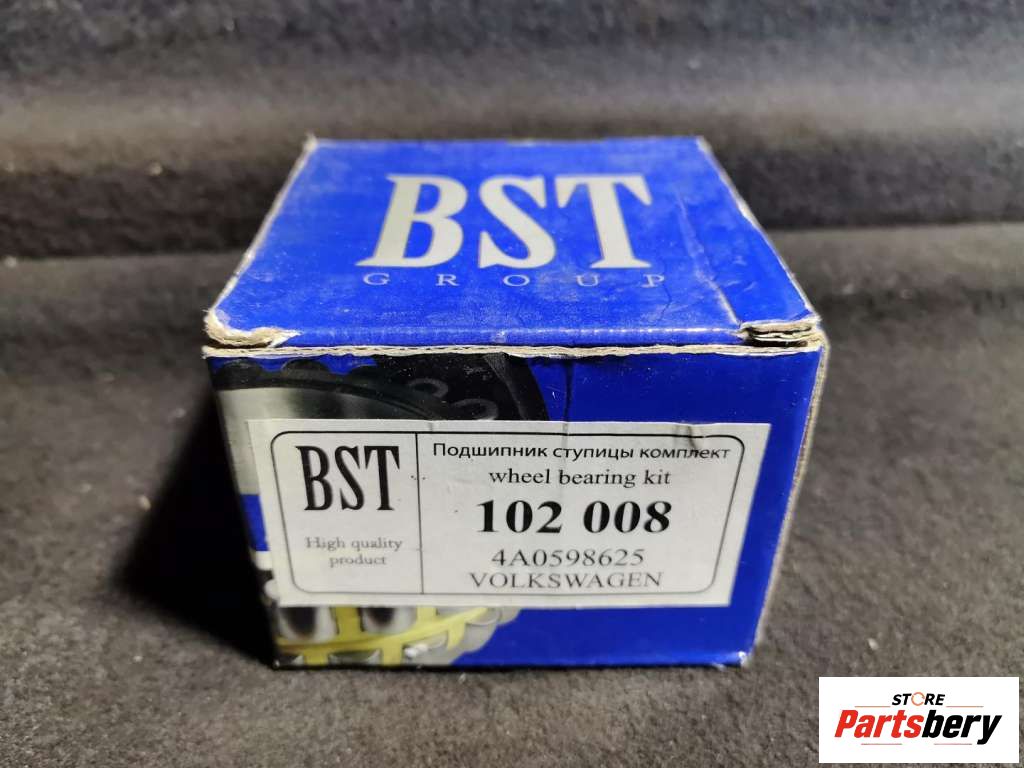 BST
GROUP
BST
High quality
product
Подшипник ступицы комплект
wheel bearing kit
102 008
4A0598625
VOLKSWAGEN
STORE
Partsbery